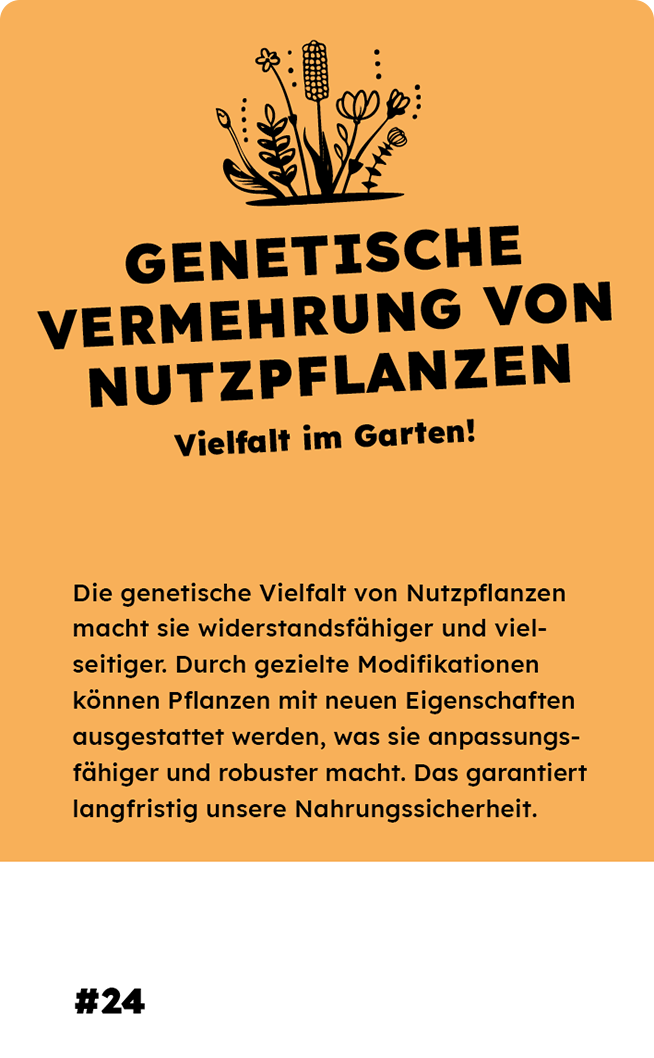 GENETISCHE
VERMEHRUNG VON
NUTZPFLANZEN
Vielfalt im Garten!
Die genetische Vielfalt von Nutzpflanzen
macht sie widerstandsfähiger und viel-
seitiger. Durch gezielte Modifikationen
können Pflanzen mit neuen Eigenschaften
ausgestattet werden, was sie anpassungs-
fähiger und robuster macht. Das garantiert
langfristig unsere Nahrungssicherheit.
#24